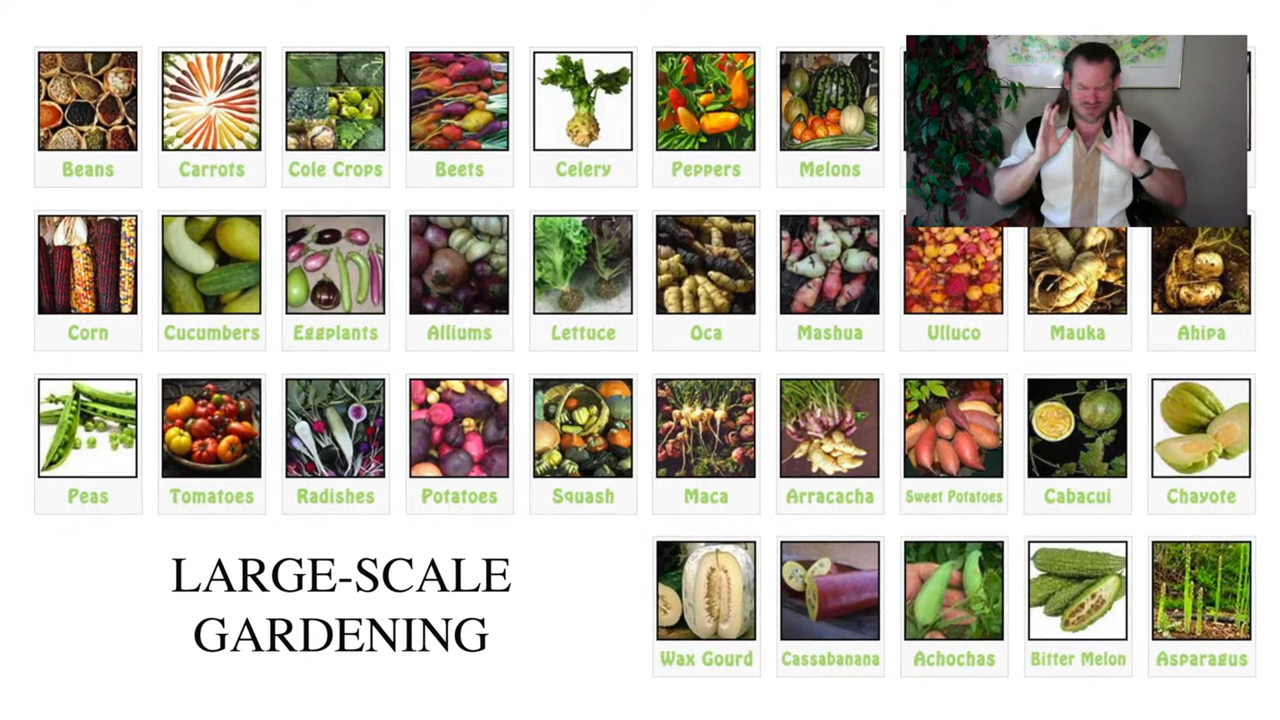 Beans
Carrots
Cole Crops
Beets
Celery
Peppers
Melons
Corn
Cucumbers
Eggplants
Alliums
Lettuce
Oca
Mashua
Ulluco
Mauka
Ahipa
Peas
Tomatoes
Radishes
Potatoes
Squash
Maca
Arracacha
Sweet Potatoes
Cabacui
Chayote
LARGE-SCALE
GARDENING
Wax Gourd
Cassabanana
Achochas
Bitter Melon
Asparagus